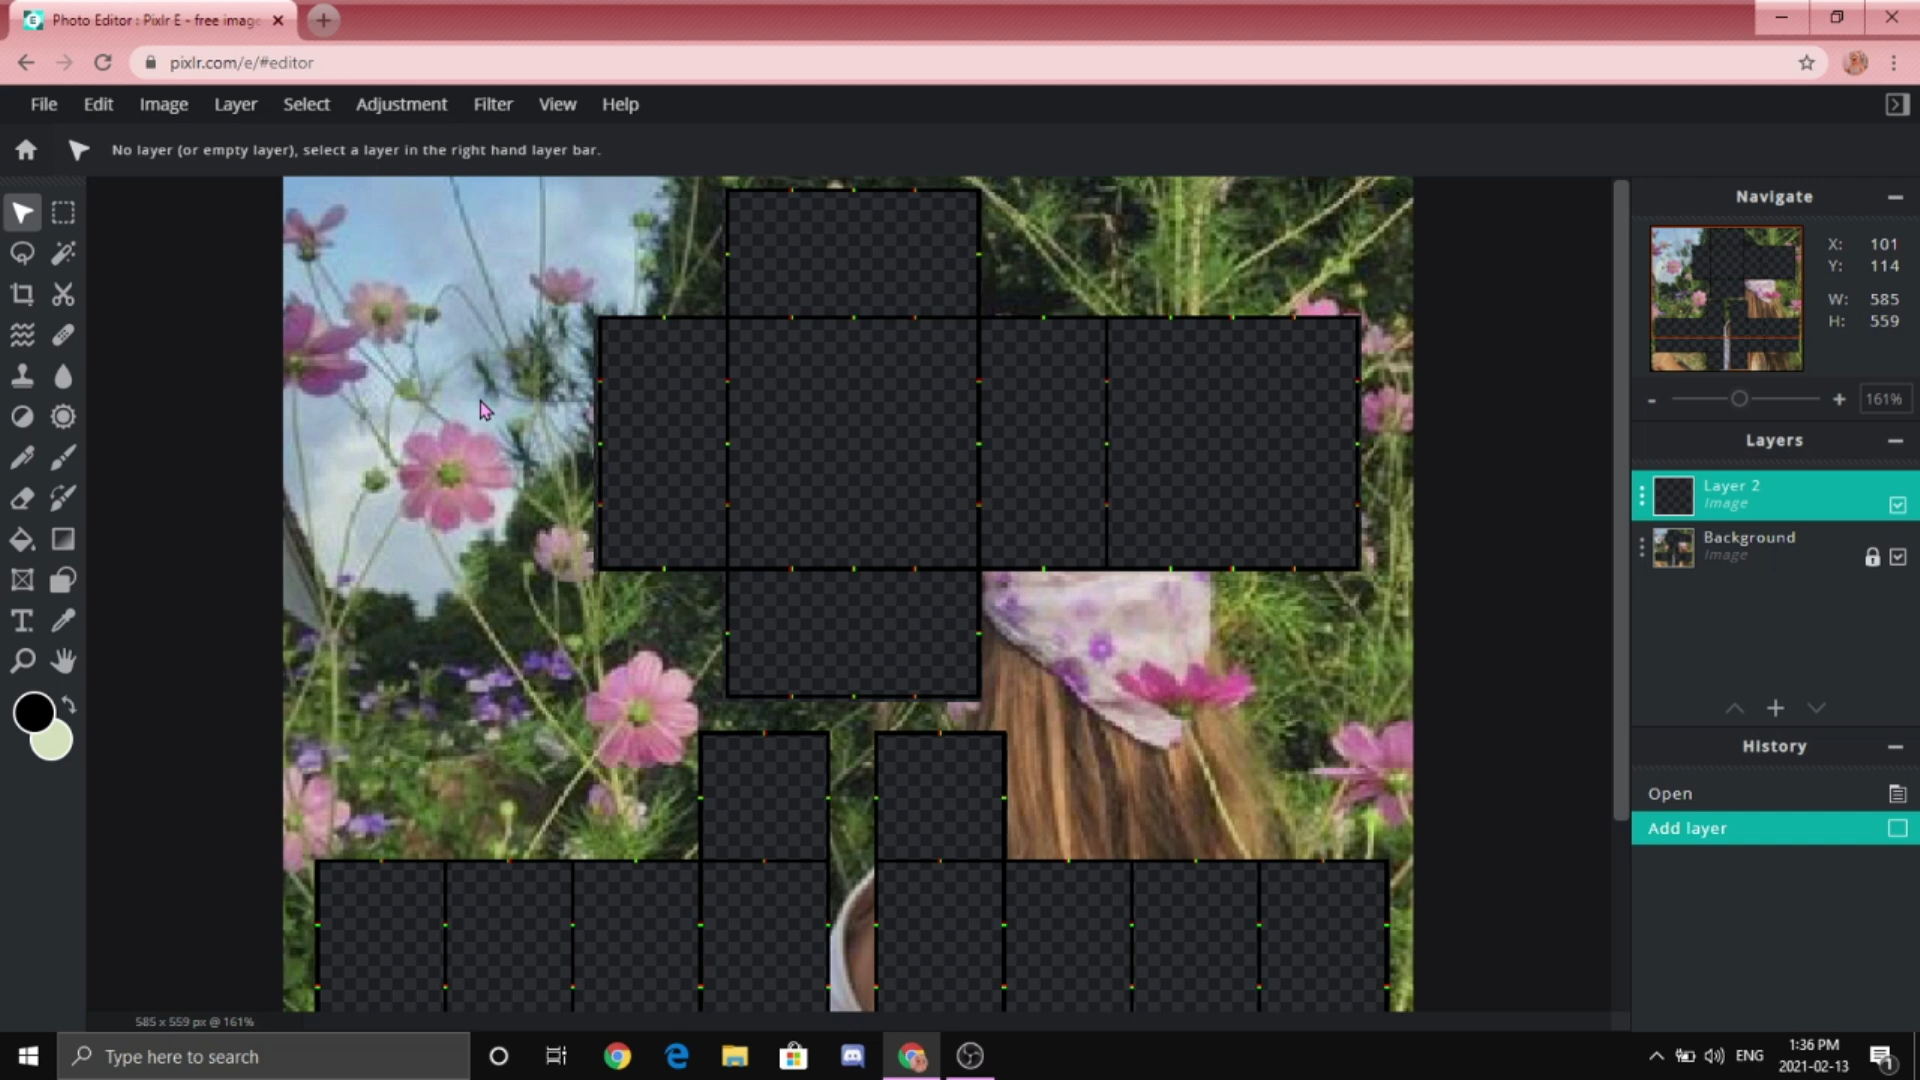 Photo Editor : Pixlr E - free image
pixlr.com/e/#editor
File Edit Image Layer Select Adjustment Filter View Help
No layer (or empty layer), select a layer in the right hand layer bar.
Navigate
X: 101
Y: 114
W: 585
H: 559
161%
Layers
Layer 2
Image
Background
Image
History
Open
Add layer
585 x 559 px @ 161%
Type here to search
ENG
1:36 PM
2021-02-13
1